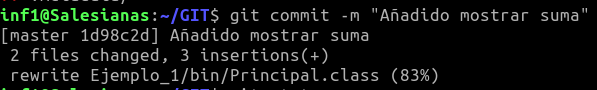 inf1@Salesianas:~/GIT$ git commit -m "Añadido mostrar suma"
[master 1d98c2d] Añadido mostrar suma
 2 files changed, 3 insertions(+)
 rewrite Ejemplo_1/bin/Principal.class (83%)